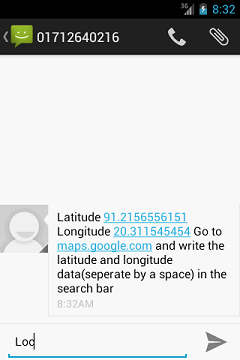 3G 8:32
01712640216
Latitude 91.2156556151
Longitude 20.311545454 Go to
maps.google.com and write the
latitude and longitude
data(seperate by a space) in the
search bar
8:32AM
Loc